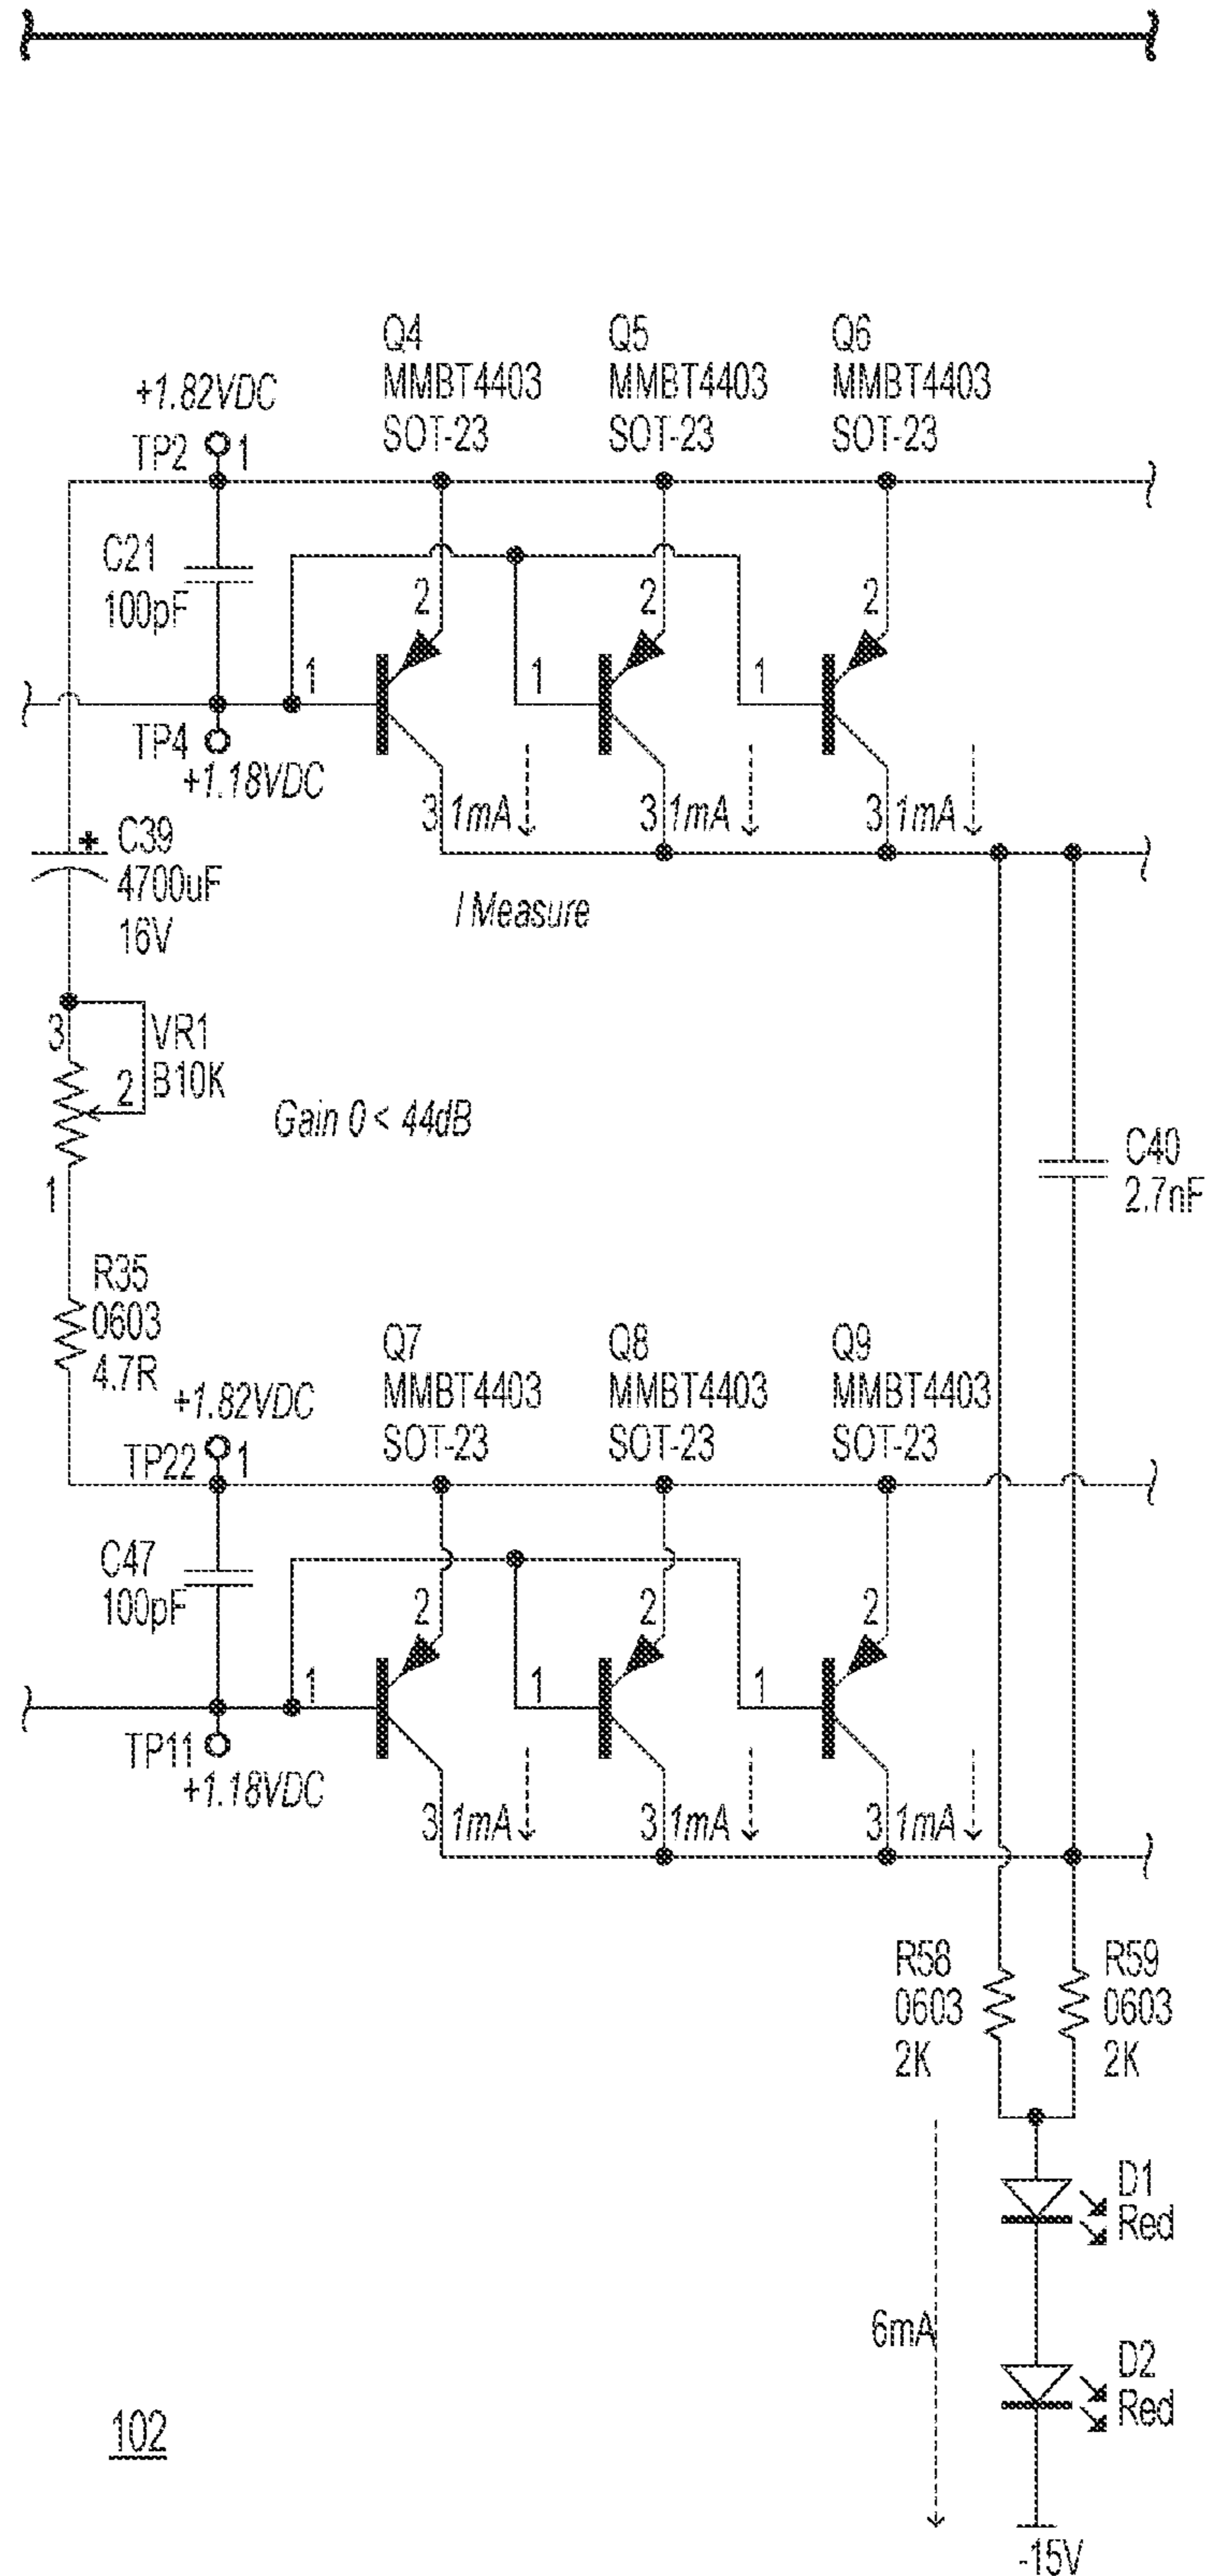 Q4
MMBT4403
SOT-23
Q5
MMBT4403
SOT-23
Q6
MMBT4403
SOT-23
+1.82VDC
TP2
1
C21
100pF
2
2
2
1
1
1
TP4
+1.18VDC
3
1mA
3
1mA
3
1mA
C39
4700uF
16V
+
I Measure
3
VR1
B10K
2
1
Gain 0 < 44dB
C40
2.7nF
R35
0603
4.7R
Q7
MMBT4403
SOT-23
Q8
MMBT4403
SOT-23
Q9
MMBT4403
SOT-23
+1.82VDC
TP22
1
C47
100pF
2
2
2
1
1
1
TP11
+1.18VDC
3
1mA
3
1mA
3
1mA
R58
0603
2K
R59
0603
2K
D1
Red
6mA
D2
Red
102
-15V